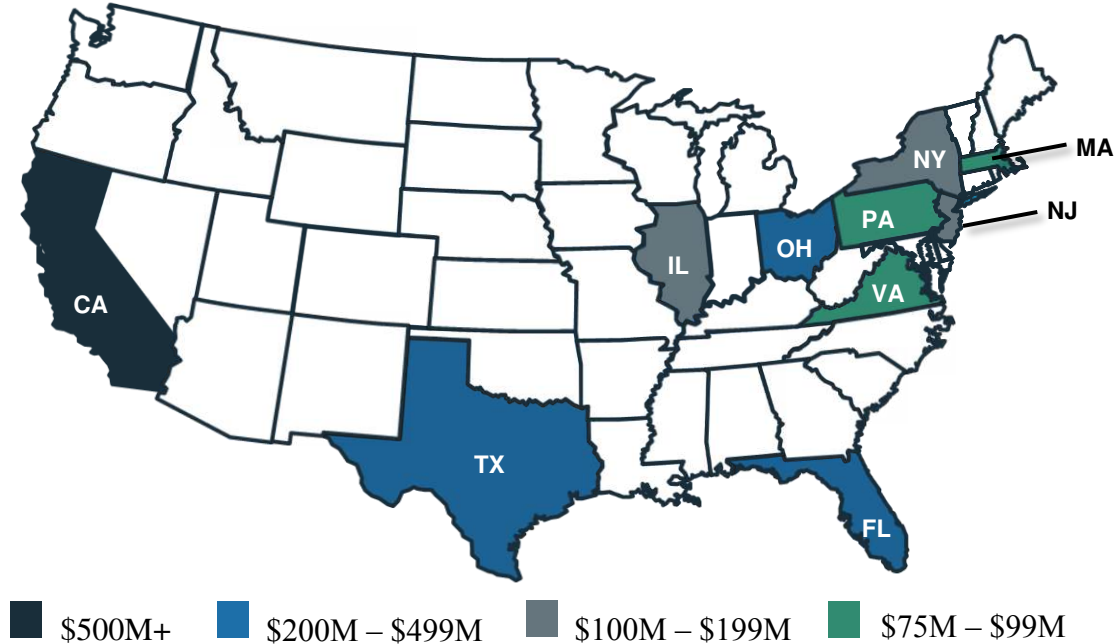 MA
NY
NJ
PA
OH
IL
VA
CA
TX
FL
$500M+ $200M – $499M $100M – $199M $75M – $99M